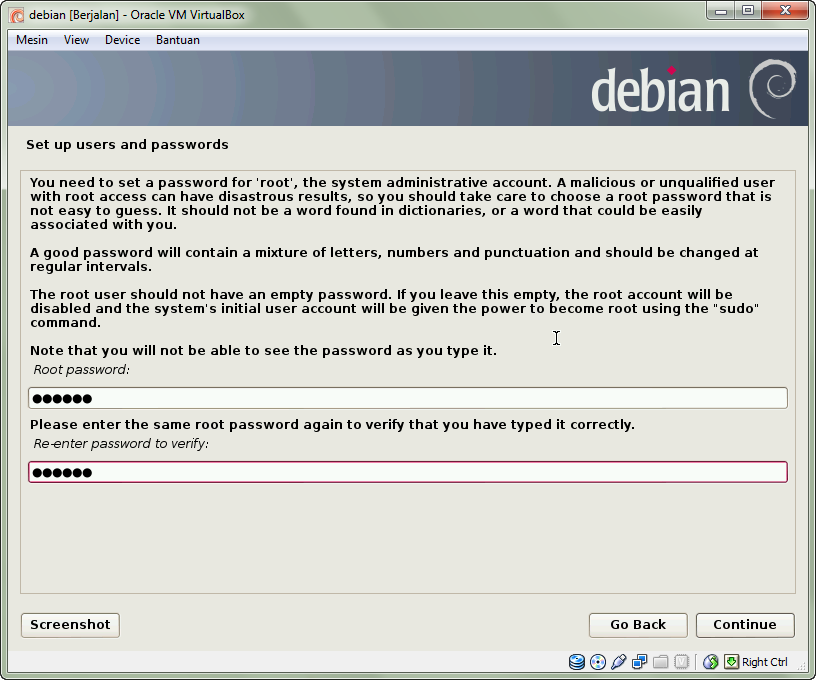 debian [Berjalan] - Oracle VM VirtualBox
Mesin View Device Bantuan
debian
Set up users and passwords
You need to set a password for 'root', the system administrative account. A malicious or unqualified user
with root access can have disastrous results, so you should take care to choose a root password that is
not easy to guess. It should not be a word found in dictionaries, or a word that could be easily
associated with you.
A good password will contain a mixture of letters, numbers and punctuation and should be changed at
regular intervals.
The root user should not have an empty password. If you leave this empty, the root account will be
disabled and the system's initial user account will be given the power to become root using the "sudo"
command.
Note that you will not be able to see the password as you type it.
Root password:
●●●●●●
Please enter the same root password again to verify that you have typed it correctly.
Re-enter password to verify:
●●●●●●
Screenshot Go Back Continue
Right Ctrl